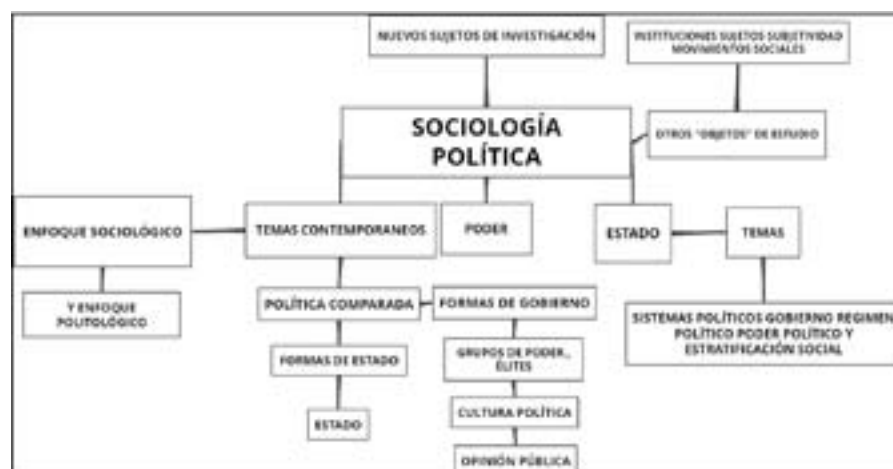 NUEVOS SUJETOS DE INVESTIGACIÓN
INSTITUCIONES SUJETOS SUBJETIVIDAD
MOVIMIENTOS SOCIALES
SOCIOLOGÍA
POLÍTICA
OTROS "OBJETOS" DE ESTUDIO
ENFOQUE SOCIOLÓGICO
TEMAS CONTEMPORANEOS
PODER
ESTADO
TEMAS
Y ENFOQUE
POLITOLÓGICO
POLÍTICA COMPARADA
FORMAS DE GOBIERNO
SISTEMAS POLÍTICOS GOBIERNO REGIMEN
POLÍTICO PODER POLÍTICO Y
ESTRATIFICACIÓN SOCIAL
FORMAS DE ESTADO
GRUPOS DE PODER.,
ÉLITES
ESTADO
CULTURA POLÍTICA
OPINIÓN PÚBLICA